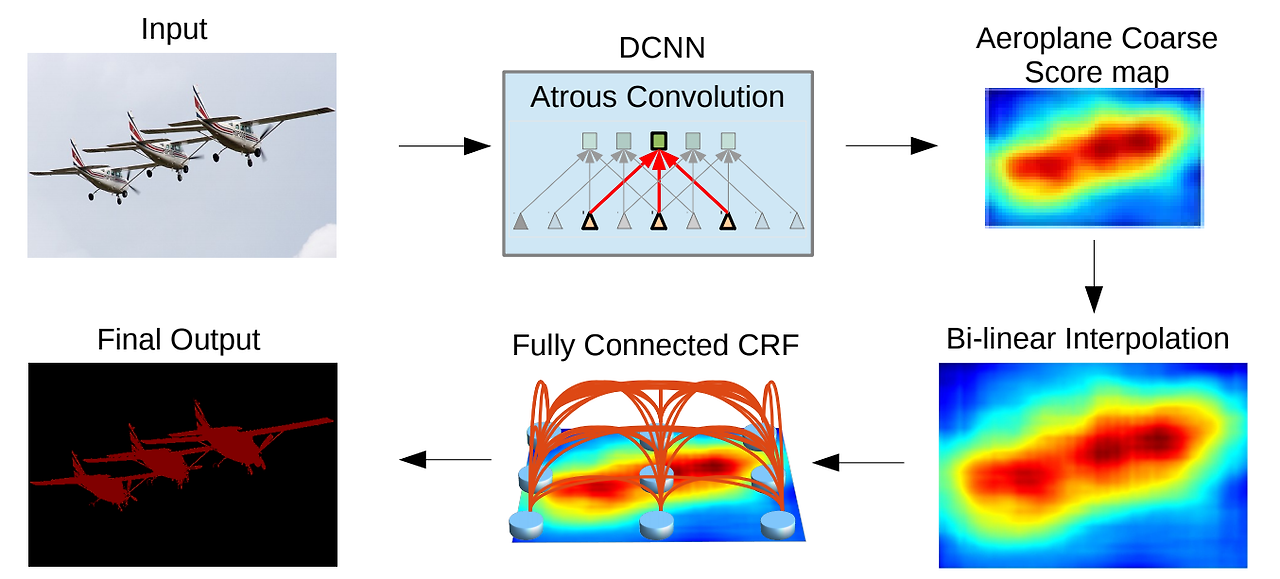 Input
DCNN
Atrous Convolution
Aeroplane Coarse
Score map
Bi-linear Interpolation
Fully Connected CRF
Final Output